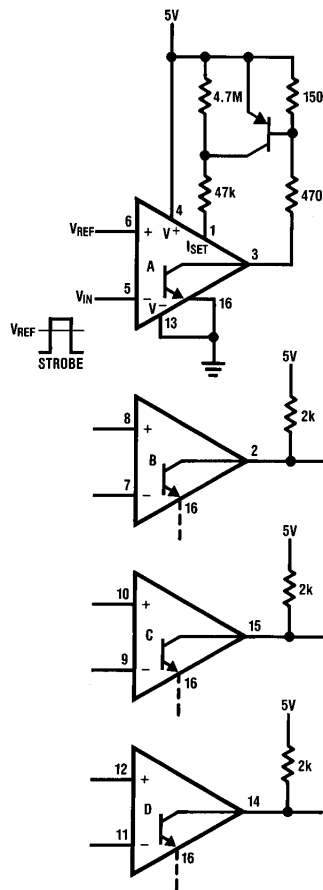 5V
4.7M
150
47k
470
4
V+
1
ISET
3
6
VREF
+
A
VIN
5
−
V−
16
13
VREF
STROBE
5V
2k
8
+
B
2
7
−
16
5V
2k
10
+
C
15
9
−
16
5V
2k
12
+
D
14
11
−
16